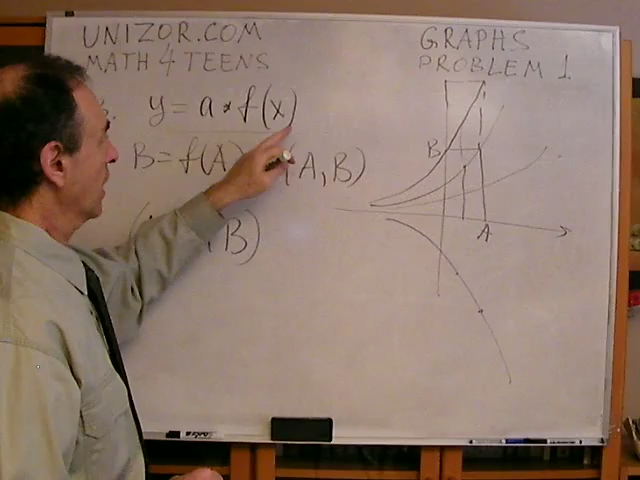 UNIZOR.COM
MATH 4 TEENS
y = a * f(x)
B = f(A) (A, B)
, B)
GRAPHS
PROBLEM 1
B
A